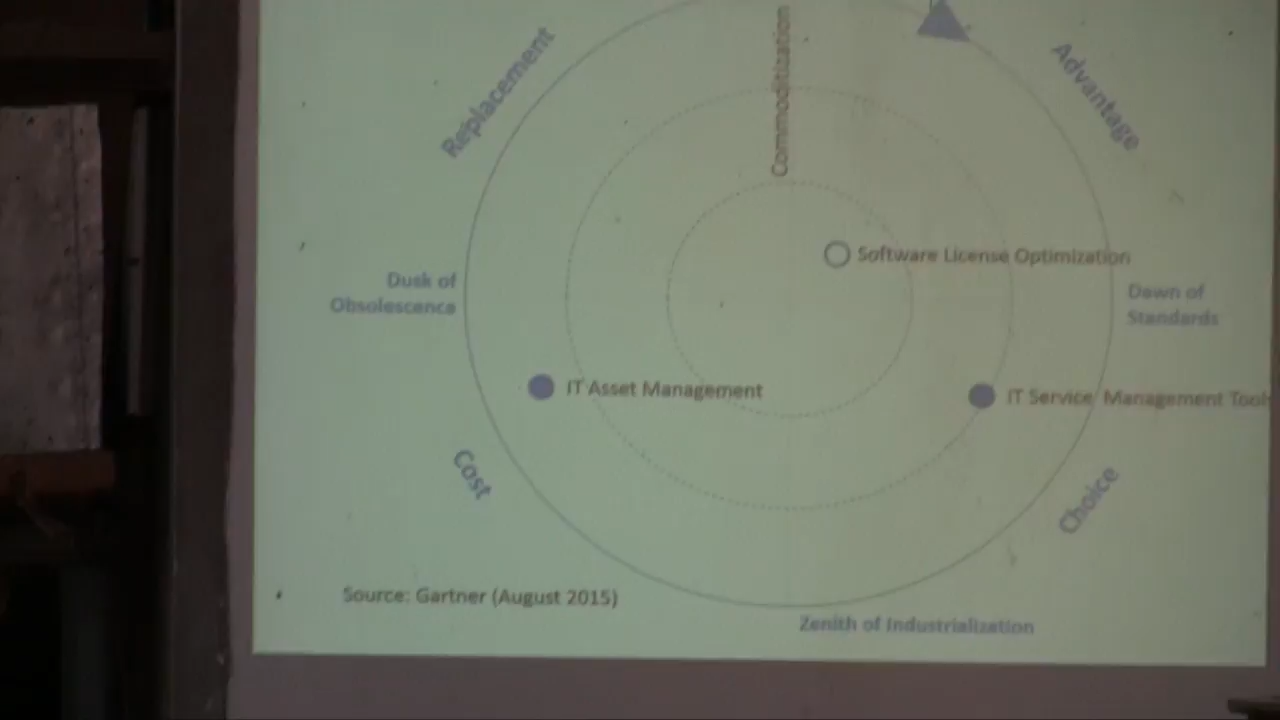 Commoditization
Replacement
Advantage
Software License Optimization
Dusk of
Obsolescence
Dawn of
Standards
IT Asset Management
IT Service Management Tools
Cost
Choice
Source: Gartner (August 2015)
Zenith of Industrialization